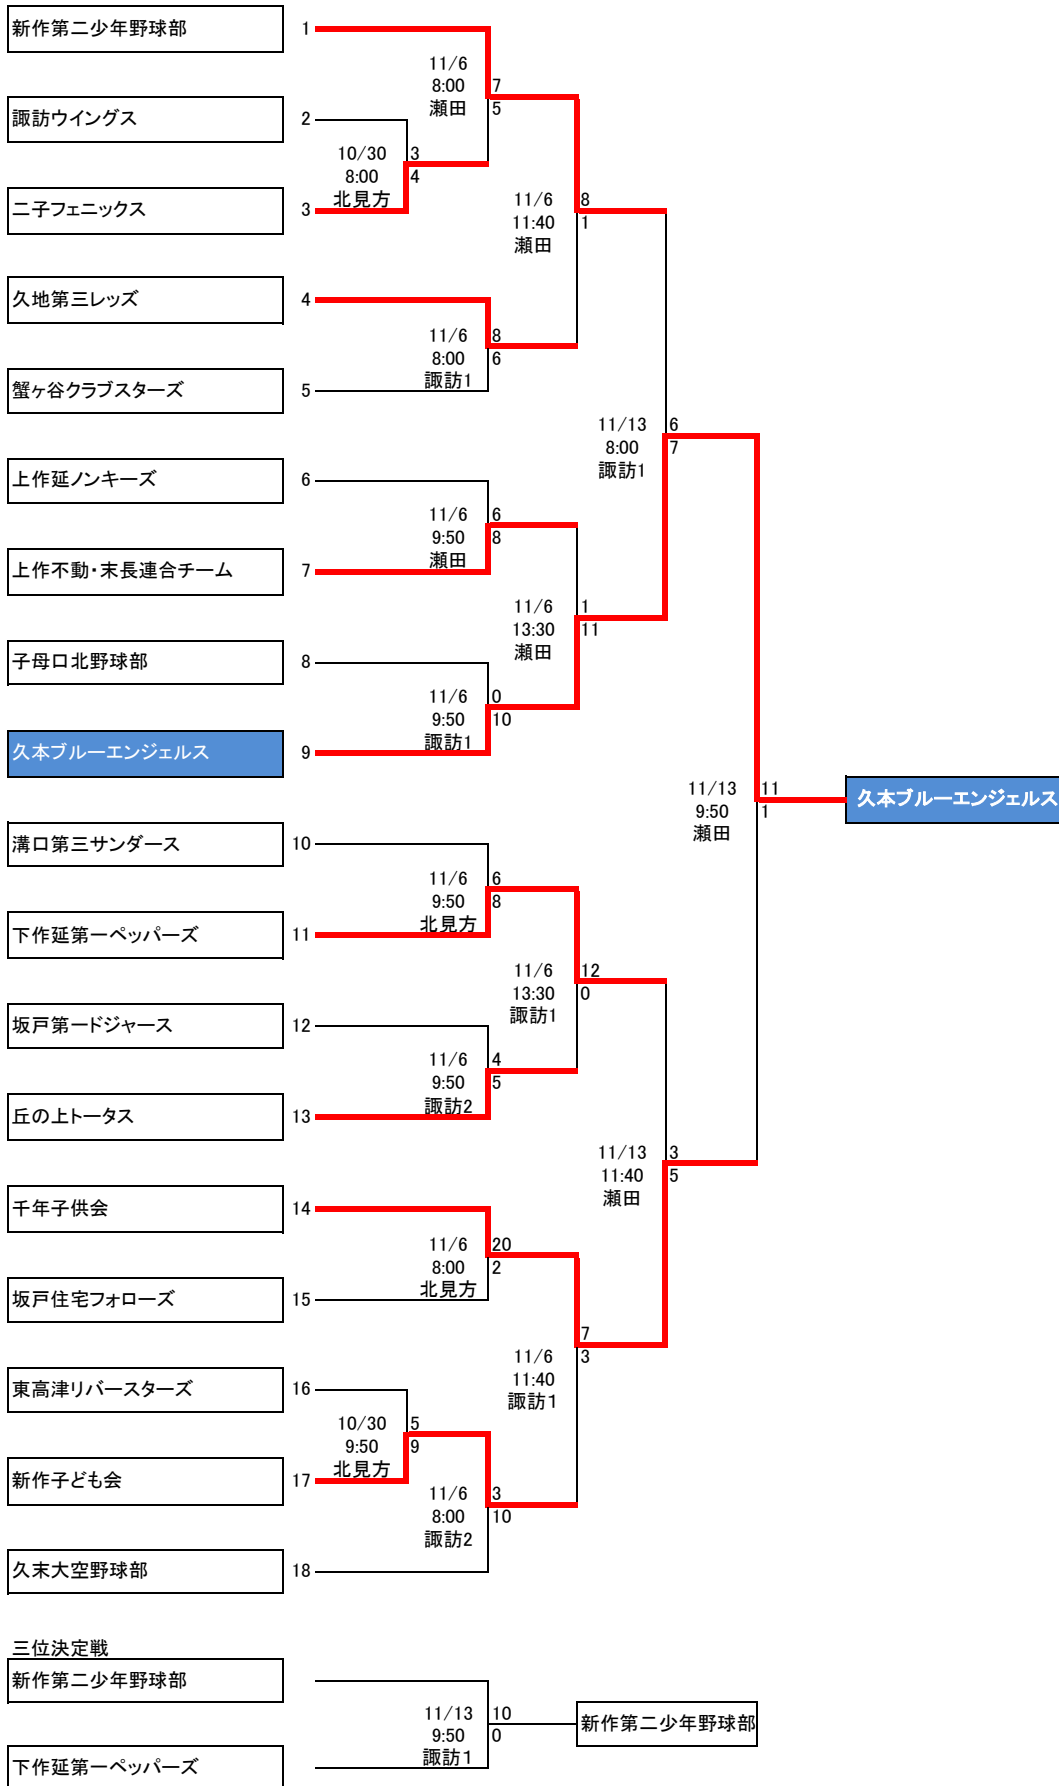 新作第二少年野球部 1
11/6
8:00
瀬田
7
5
諏訪ウイングス 2
10/30
8:00
北見方
3
4
二子フェニックス 3
11/6
11:40
瀬田
8
1
久地第三レッズ 4
11/6
8:00
諏訪1
8
6
蟹ヶ谷クラブスターズ 5
11/13
8:00
諏訪1
6
7
上作延ノンキーズ 6
11/6
9:50
瀬田
6
8
上作不動・末長連合チーム 7
11/6
13:30
瀬田
1
11
子母口北野球部 8
11/6
9:50
諏訪1
0
10
久本ブルーエンジェルス 9
11/13
9:50
瀬田
11
1
久本ブルーエンジェルス
溝口第三サンダース 10
11/6
9:50
北見方
6
8
下作延第一ペッパーズ 11
11/6
13:30
諏訪1
12
0
坂戸第一ドジャース 12
11/6
9:50
諏訪2
4
5
丘の上トータス 13
11/13
11:40
瀬田
3
5
千年子供会 14
11/6
8:00
北見方
20
2
坂戸住宅フォローズ 15
11/6
11:40
諏訪1
7
3
東高津リバースターズ 16
10/30
9:50
北見方
5
9
新作子ども会 17
11/6
8:00
諏訪2
3
10
久末大空野球部 18
三位決定戦
新作第二少年野球部
11/13
9:50
諏訪1
10
0
新作第二少年野球部
下作延第一ペッパーズ